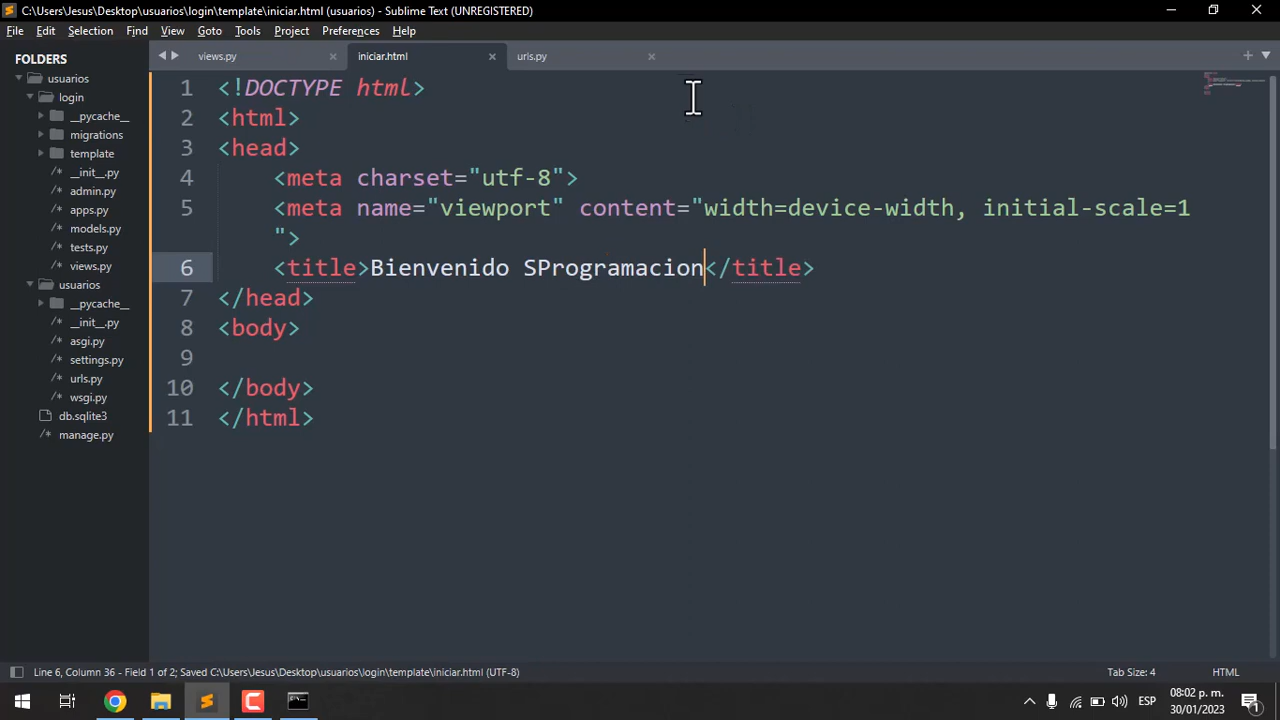 C:\Users\Jesus\Desktop\usuarios\login\template\iniciar.html (usuarios) - Sublime Text (UNREGISTERED)
File Edit Selection Find View Goto Tools Project Preferences Help
FOLDERS
usuarios
login
__pycache__
migrations
template
/* __init__.py
/* admin.py
/* apps.py
/* models.py
/* tests.py
/* views.py
usuarios
__pycache__
/* __init__.py
/* asgi.py
/* settings.py
/* urls.py
/* wsgi.py
db.sqlite3
manage.py
views.py iniciar.html urls.py
1 <!DOCTYPE html>
2 <html>
3 <head>
4 <meta charset="utf-8">
5 <meta name="viewport" content="width=device-width, initial-scale=1
">
6 <title>Bienvenido SProgramacion</title>
7 </head>
8 <body>
9
10 </body>
11 </html>
Line 6, Column 36 - Field 1 of 2; Saved C:\Users\Jesus\Desktop\usuarios\login\template\iniciar.html (UTF-8) Tab Size: 4 HTML
ESP
08:02 p. m.
30/01/2023
1